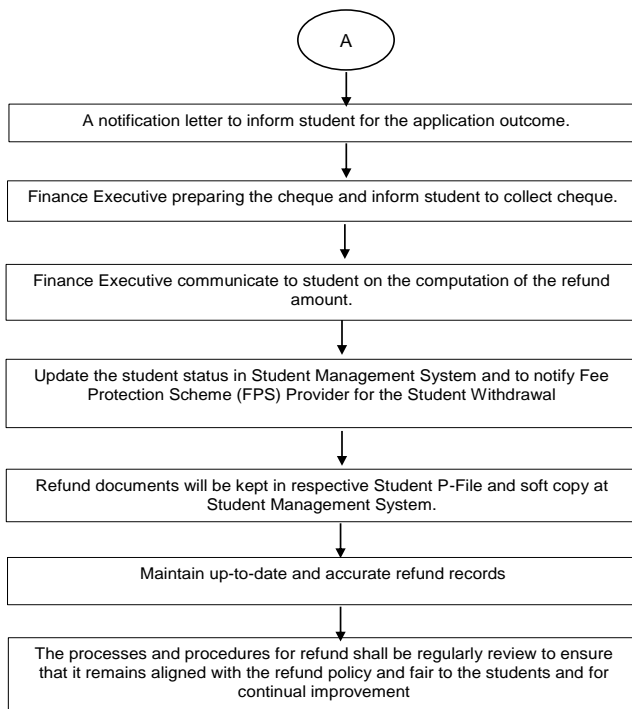 A
A notification letter to inform student for the application outcome.
Finance Executive preparing the cheque and inform student to collect cheque.
Finance Executive communicate to student on the computation of the refund
amount.
Update the student status in Student Management System and to notify Fee
Protection Scheme (FPS) Provider for the Student Withdrawal
Refund documents will be kept in respective Student P-File and soft copy at
Student Management System.
Maintain up-to-date and accurate refund records
The processes and procedures for refund shall be regularly review to ensure
that it remains aligned with the refund policy and fair to the students and for
continual improvement